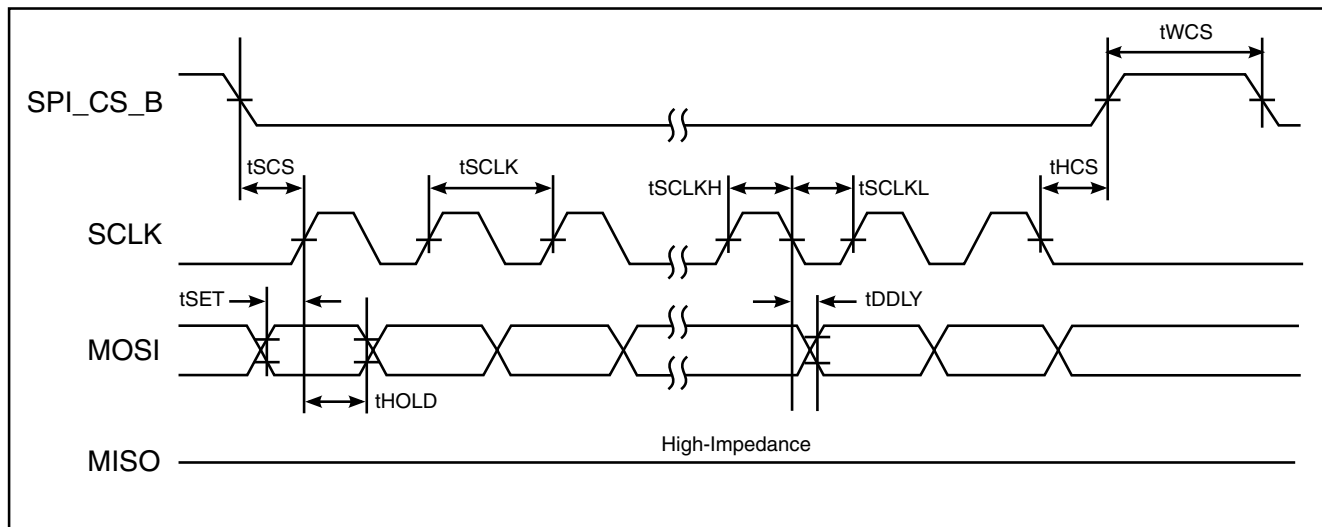 tWCS
SPI_CS_B
tSCS
tSCLK
tSCLKH
tSCLKL
tHCS
SCLK
tSET
tDDLY
MOSI
tHOLD
High-Impedance
MISO